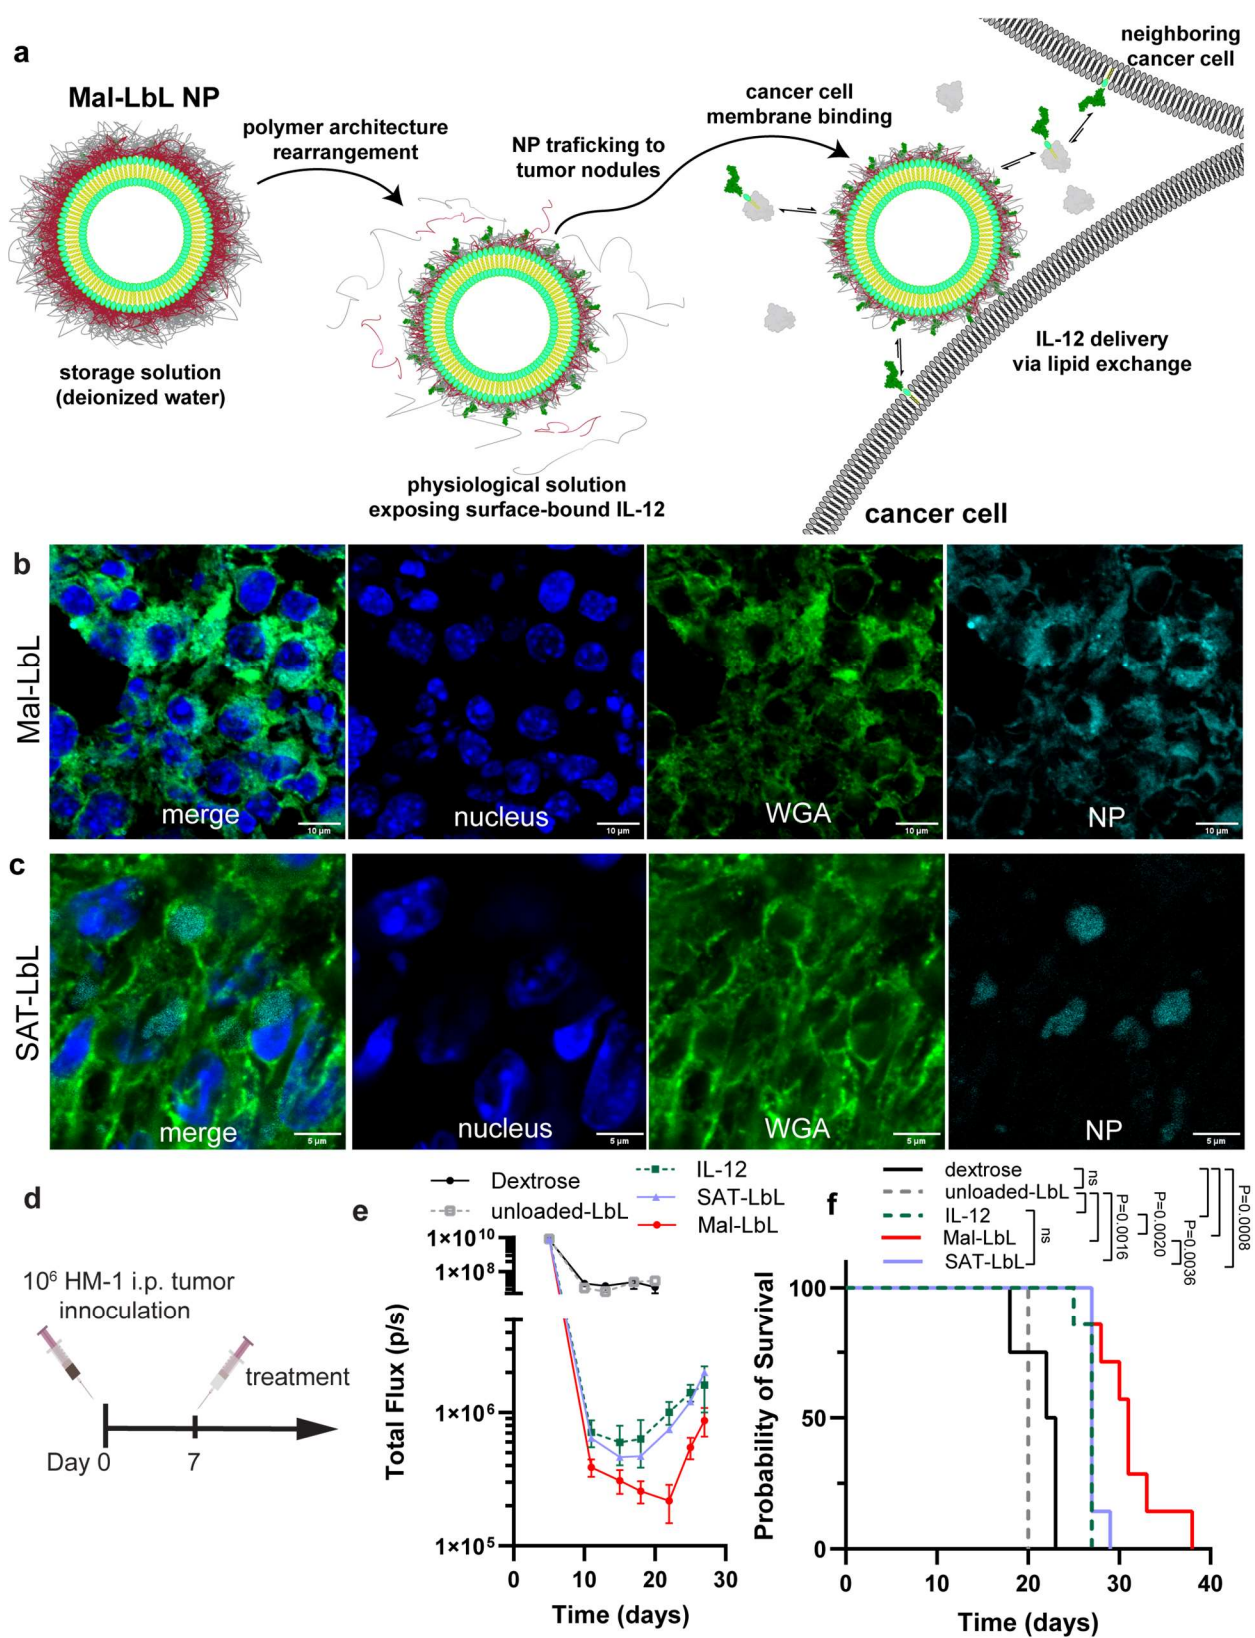 a
Mal-LbL NP
polymer architecture
rearrangement
NP traficking to
tumor nodules
cancer cell
membrane binding
neighboring
cancer cell
storage solution
(deionized water)
physiological solution
exposing surface-bound IL-12
IL-12 delivery
via lipid exchange
cancer cell
b
Mal-LbL
merge
10 µm
nucleus
10 µm
WGA
10 µm
NP
10 µm
c
SAT-LbL
merge
5 µm
nucleus
5 µm
WGA
5 µm
NP
5 µm
d
10⁶ HM-1 i.p. tumor
innoculation
treatment
Day 0
7
e
Dextrose
unloaded-LbL
IL-12
SAT-LbL
Mal-LbL
Total Flux (p/s)
1×10¹⁰
1×10⁸
1×10⁶
1×10⁵
0 10 20 30
Time (days)
f
dextrose
unloaded-LbL
IL-12
Mal-LbL
SAT-LbL
ns
ns
P=0.0016
P=0.0020
P=0.0036
P=0.0008
Probability of Survival
100
50
0
0 10 20 30 40
Time (days)